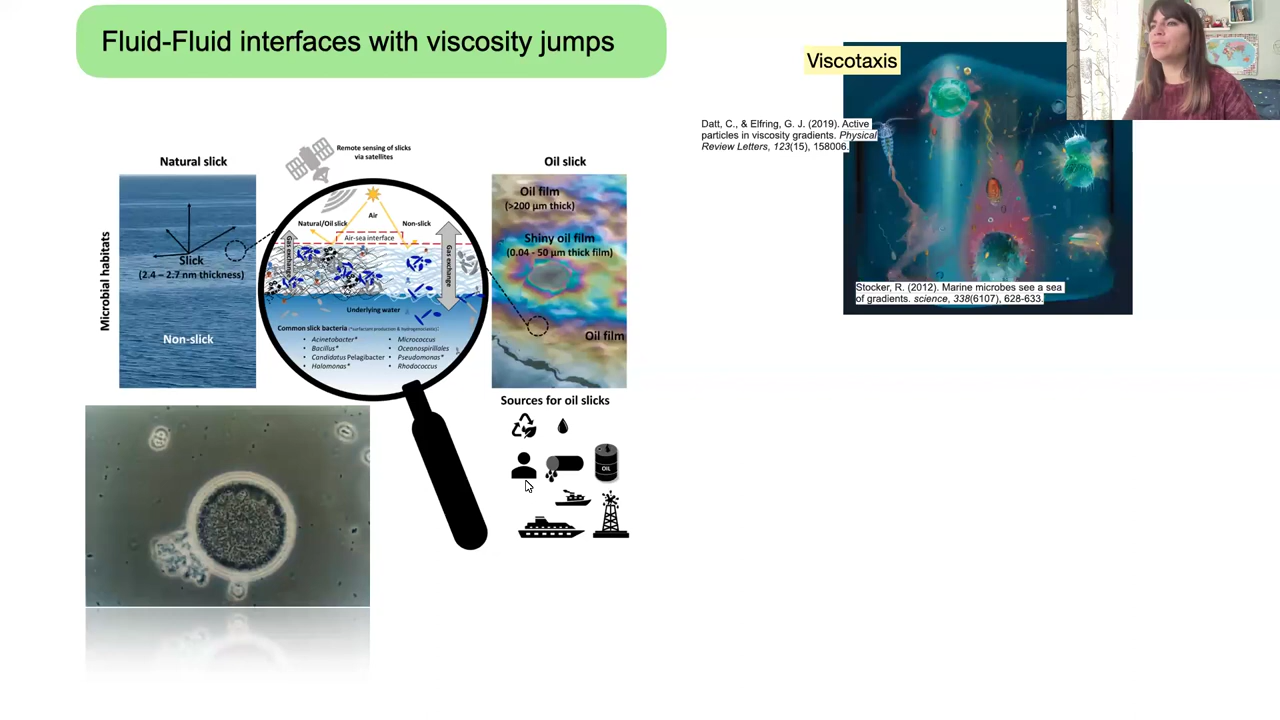 Fluid-Fluid interfaces with viscosity jumps
Viscotaxis
Datt, C., & Elfring, G. J. (2019). Active
particles in viscosity gradients. Physical
Review Letters, 123(15), 158006.
Stocker, R. (2012). Marine microbes see a sea
of gradients. science, 338(6107), 628-633.
Remote sensing of slicks
via satellites
Natural slick
Microbial habitats
Slick
(2.4 – 2.7 nm thickness)
Non-slick
Air
Natural/Oil slick
Non-slick
Air-sea interface
Gas exchange
Gas exchange
Underlying water
Common slick bacteria (*surfactant production & hydrogenoclastic):
• Acinetobacter*
• Bacillus*
• Candidatus Pelagibacter
• Halomonas*
• Micrococcus
• Oceanospirillales
• Pseudomonas*
• Rhodococcus
Oil slick
Oil film
(>200 µm thick)
Shiny oil film
(0.04 - 50 µm thick film)
Oil film
Sources for oil slicks
OIL